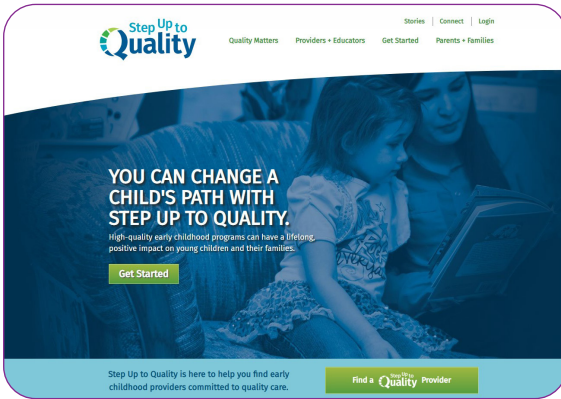 Stories | Connect | Login
Step Up to
Quality
Quality Matters Providers + Educators Get Started Parents + Families
YOU CAN CHANGE A
CHILD'S PATH WITH
STEP UP TO QUALITY.
High-quality early childhood programs can have a lifelong,
positive impact on young children and their families.
Get Started
Step Up to Quality is here to help you find early
childhood providers committed to quality care.
Find a Step Up to Quality Provider